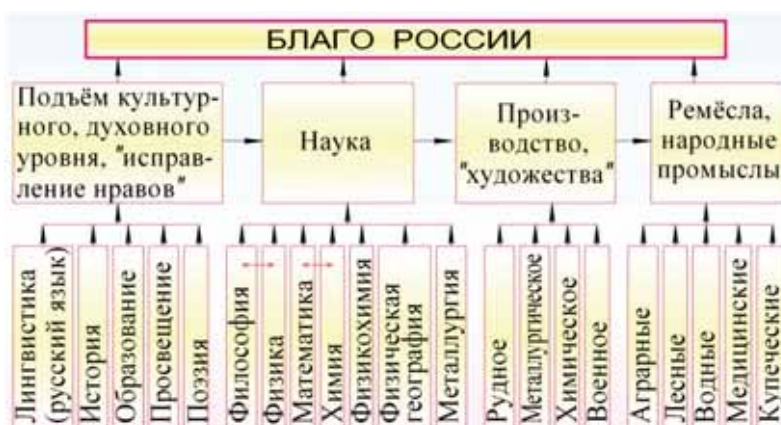 БЛАГО РОССИИ
Подъём культур-
ного, духовного
уровня, "исправ-
ление нравов"
Наука
Произ-
водство,
"художества"
Ремёсла,
народные
промыслы
Лингвистика
(русский язык)
История
Образование
Просвещение
Поэзия
Философия
Физика
Математика
Химия
Физикохимия
Физическая
география
Металлургия
Рудное
Металлургическое
Химическое
Военное
Аграрные
Лесные
Водные
Медицинские
Купеческие